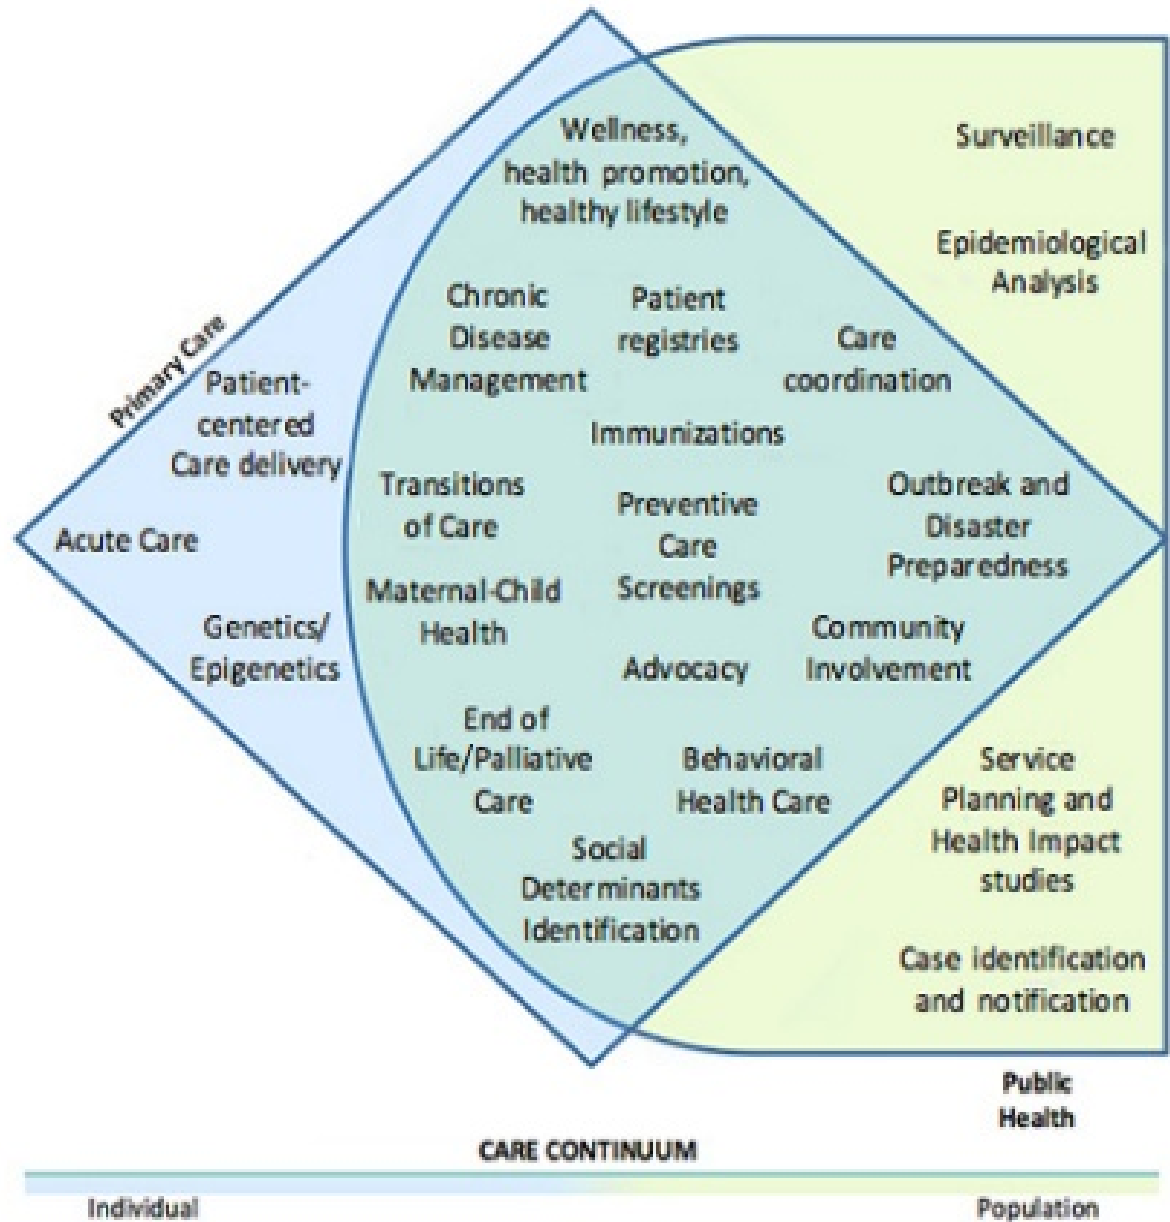 Wellness,
health promotion,
healthy lifestyle
Surveillance
Epidemiological
Analysis
Chronic
Disease
Management
Patient
registries
Care
coordination
Primary Care
Patient-
centered
Care delivery
Immunizations
Transitions
of Care
Preventive
Care
Screenings
Outbreak and
Disaster
Preparedness
Acute Care
Maternal-Child
Health
Genetics/
Epigenetics
Advocacy
Community
Involvement
End of
Life/Palliative
Care
Behavioral
Health Care
Service
Planning and
Health Impact
studies
Social
Determinants
Identification
Case identification
and notification
Public
Health
CARE CONTINUUM
Individual
Population